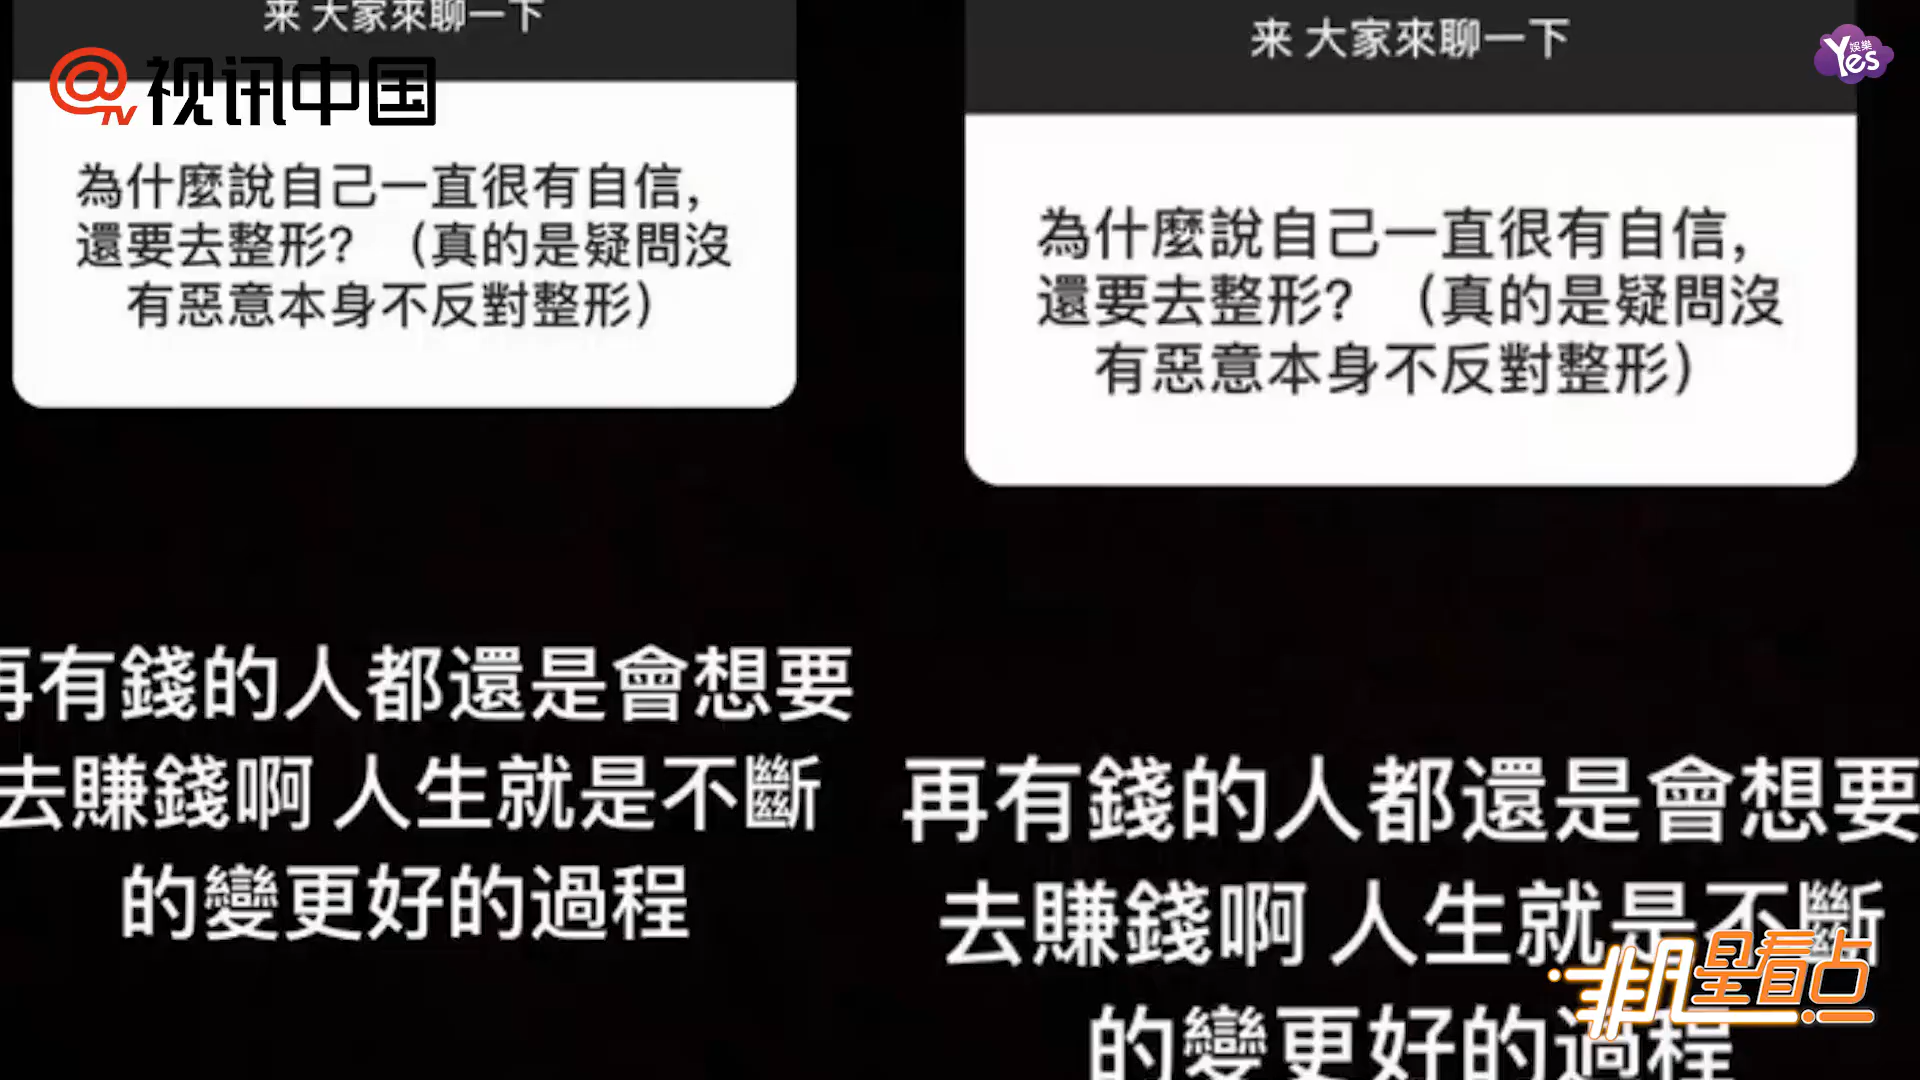 来 大家來聊一下
@TV 视讯中国
為什麼說自己一直很有自信，
還要去整形？（真的是疑問沒
有惡意本身不反對整形）
再有錢的人都還是會想要
去賺錢啊 人生就是不斷
的變更好的過程
来 大家來聊一下
Yes 娛樂
為什麼說自己一直很有自信，
還要去整形？（真的是疑問沒
有惡意本身不反對整形）
再有錢的人都還是會想要
去賺錢啊 人生就是不斷
的變更好的過程
星看点